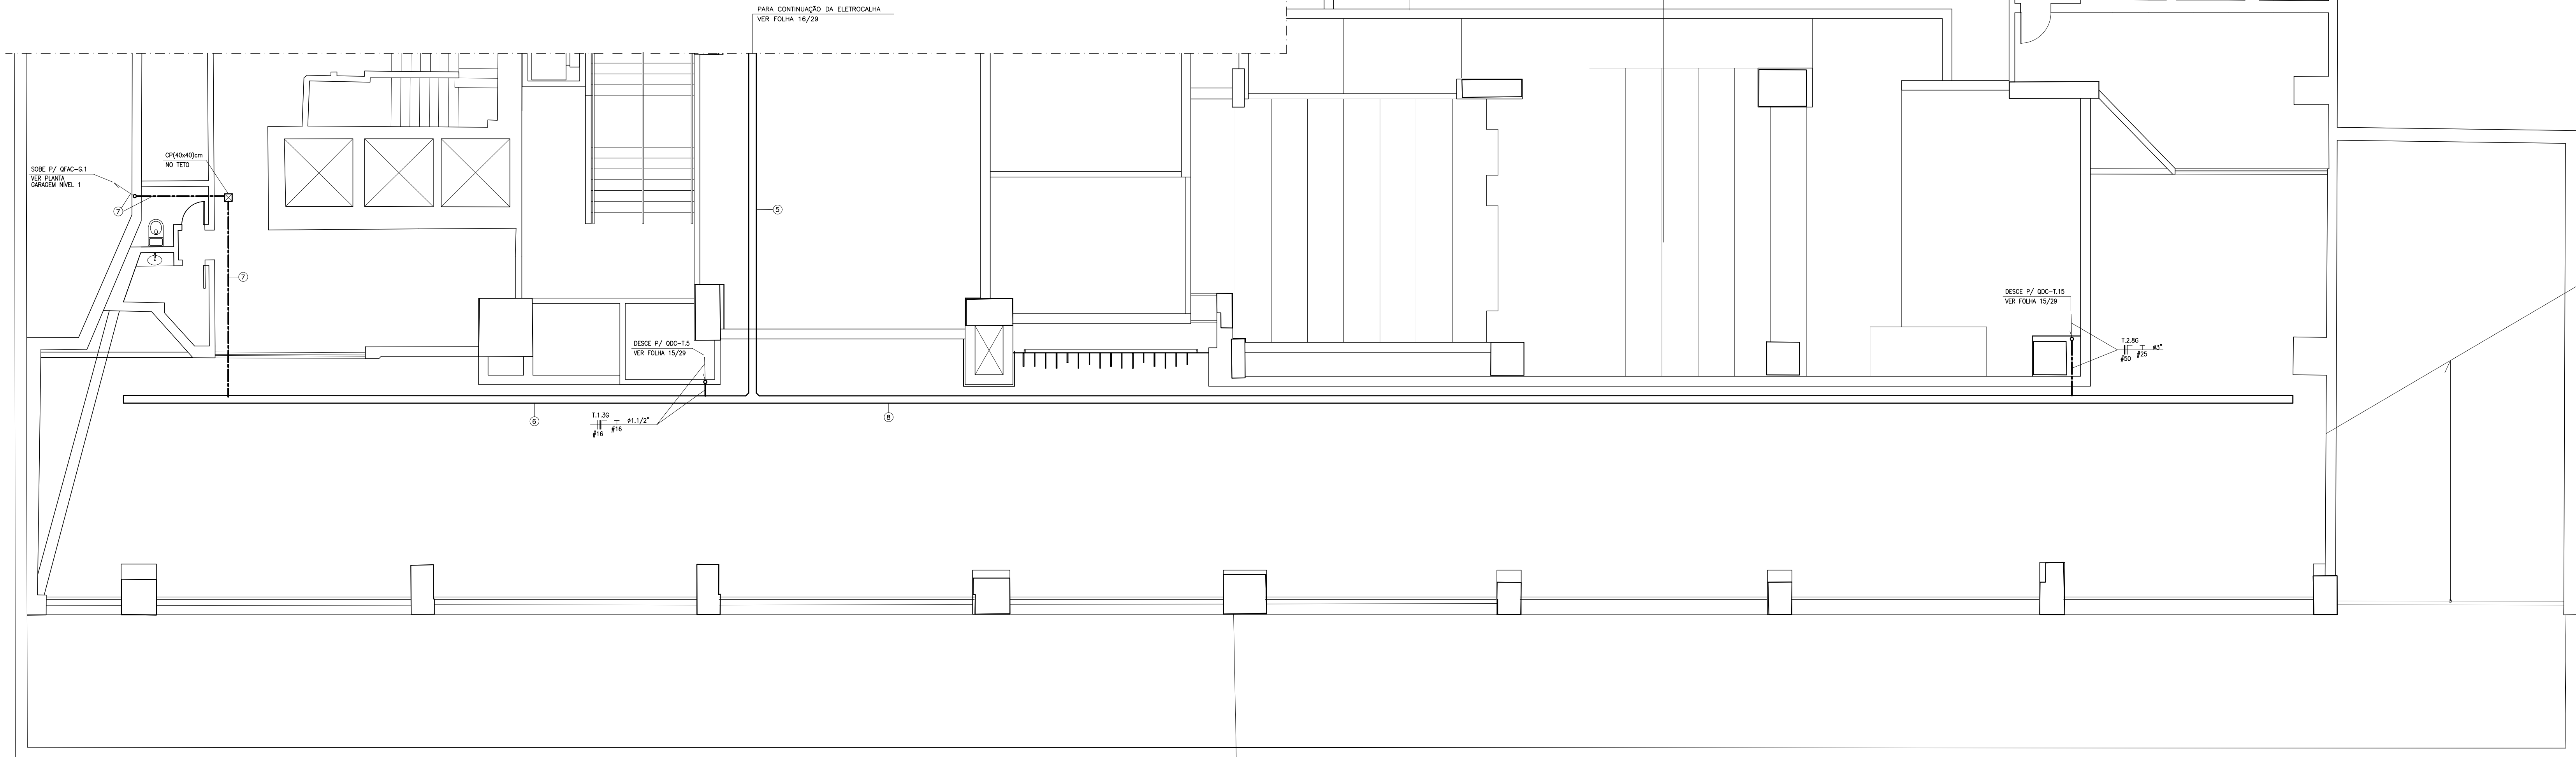 PARA CONTINUAÇÃO DA ELETROCALHA
VER FOLHA 16/29
CP(40x40)cm
NO TETO
SOBE P/ QFAC-G.1
VER PLANTA
GARAGEM NÍVEL 1
7
5
7
DESCE P/ QDC-T.15
VER FOLHA 15/29
DESCE P/ QDC-T.5
VER FOLHA 15/29
T.2.8G
ø3"
#50 #25
6
8
T.1.3G
ø1.1/2"
#16 #16